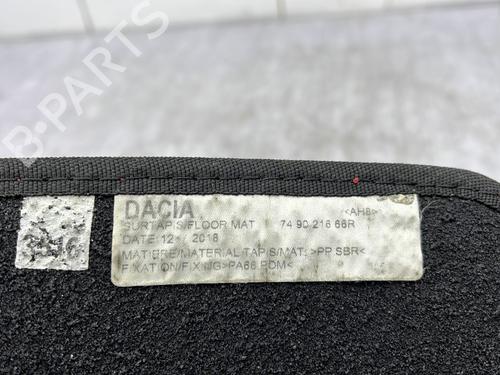 B-PARTS
DACIA <AH8>
SURTAPIS/FLOOR MAT 74 90 216 66R
DATE: 12 2018
MATIERE/MATERIAL TAPIS/MAT: >PP SBR<
FIXATION/FIXING >PA66 POM<